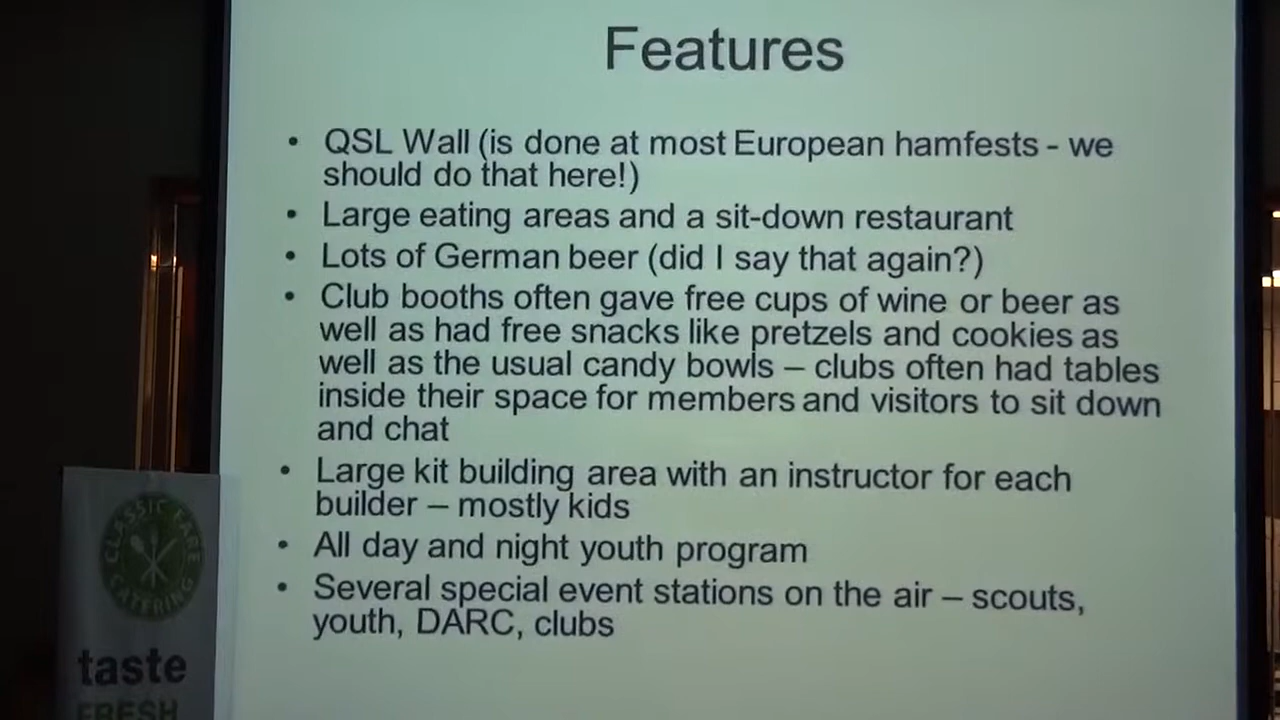 Features
• QSL Wall (is done at most European hamfests - we
should do that here!)
• Large eating areas and a sit-down restaurant
• Lots of German beer (did I say that again?)
• Club booths often gave free cups of wine or beer as
well as had free snacks like pretzels and cookies as
well as the usual candy bowls – clubs often had tables
inside their space for members and visitors to sit down
and chat
• Large kit building area with an instructor for each
builder – mostly kids
• All day and night youth program
• Several special event stations on the air – scouts,
youth, DARC, clubs
CLASSIC FARE
CATERING
taste
FRESH